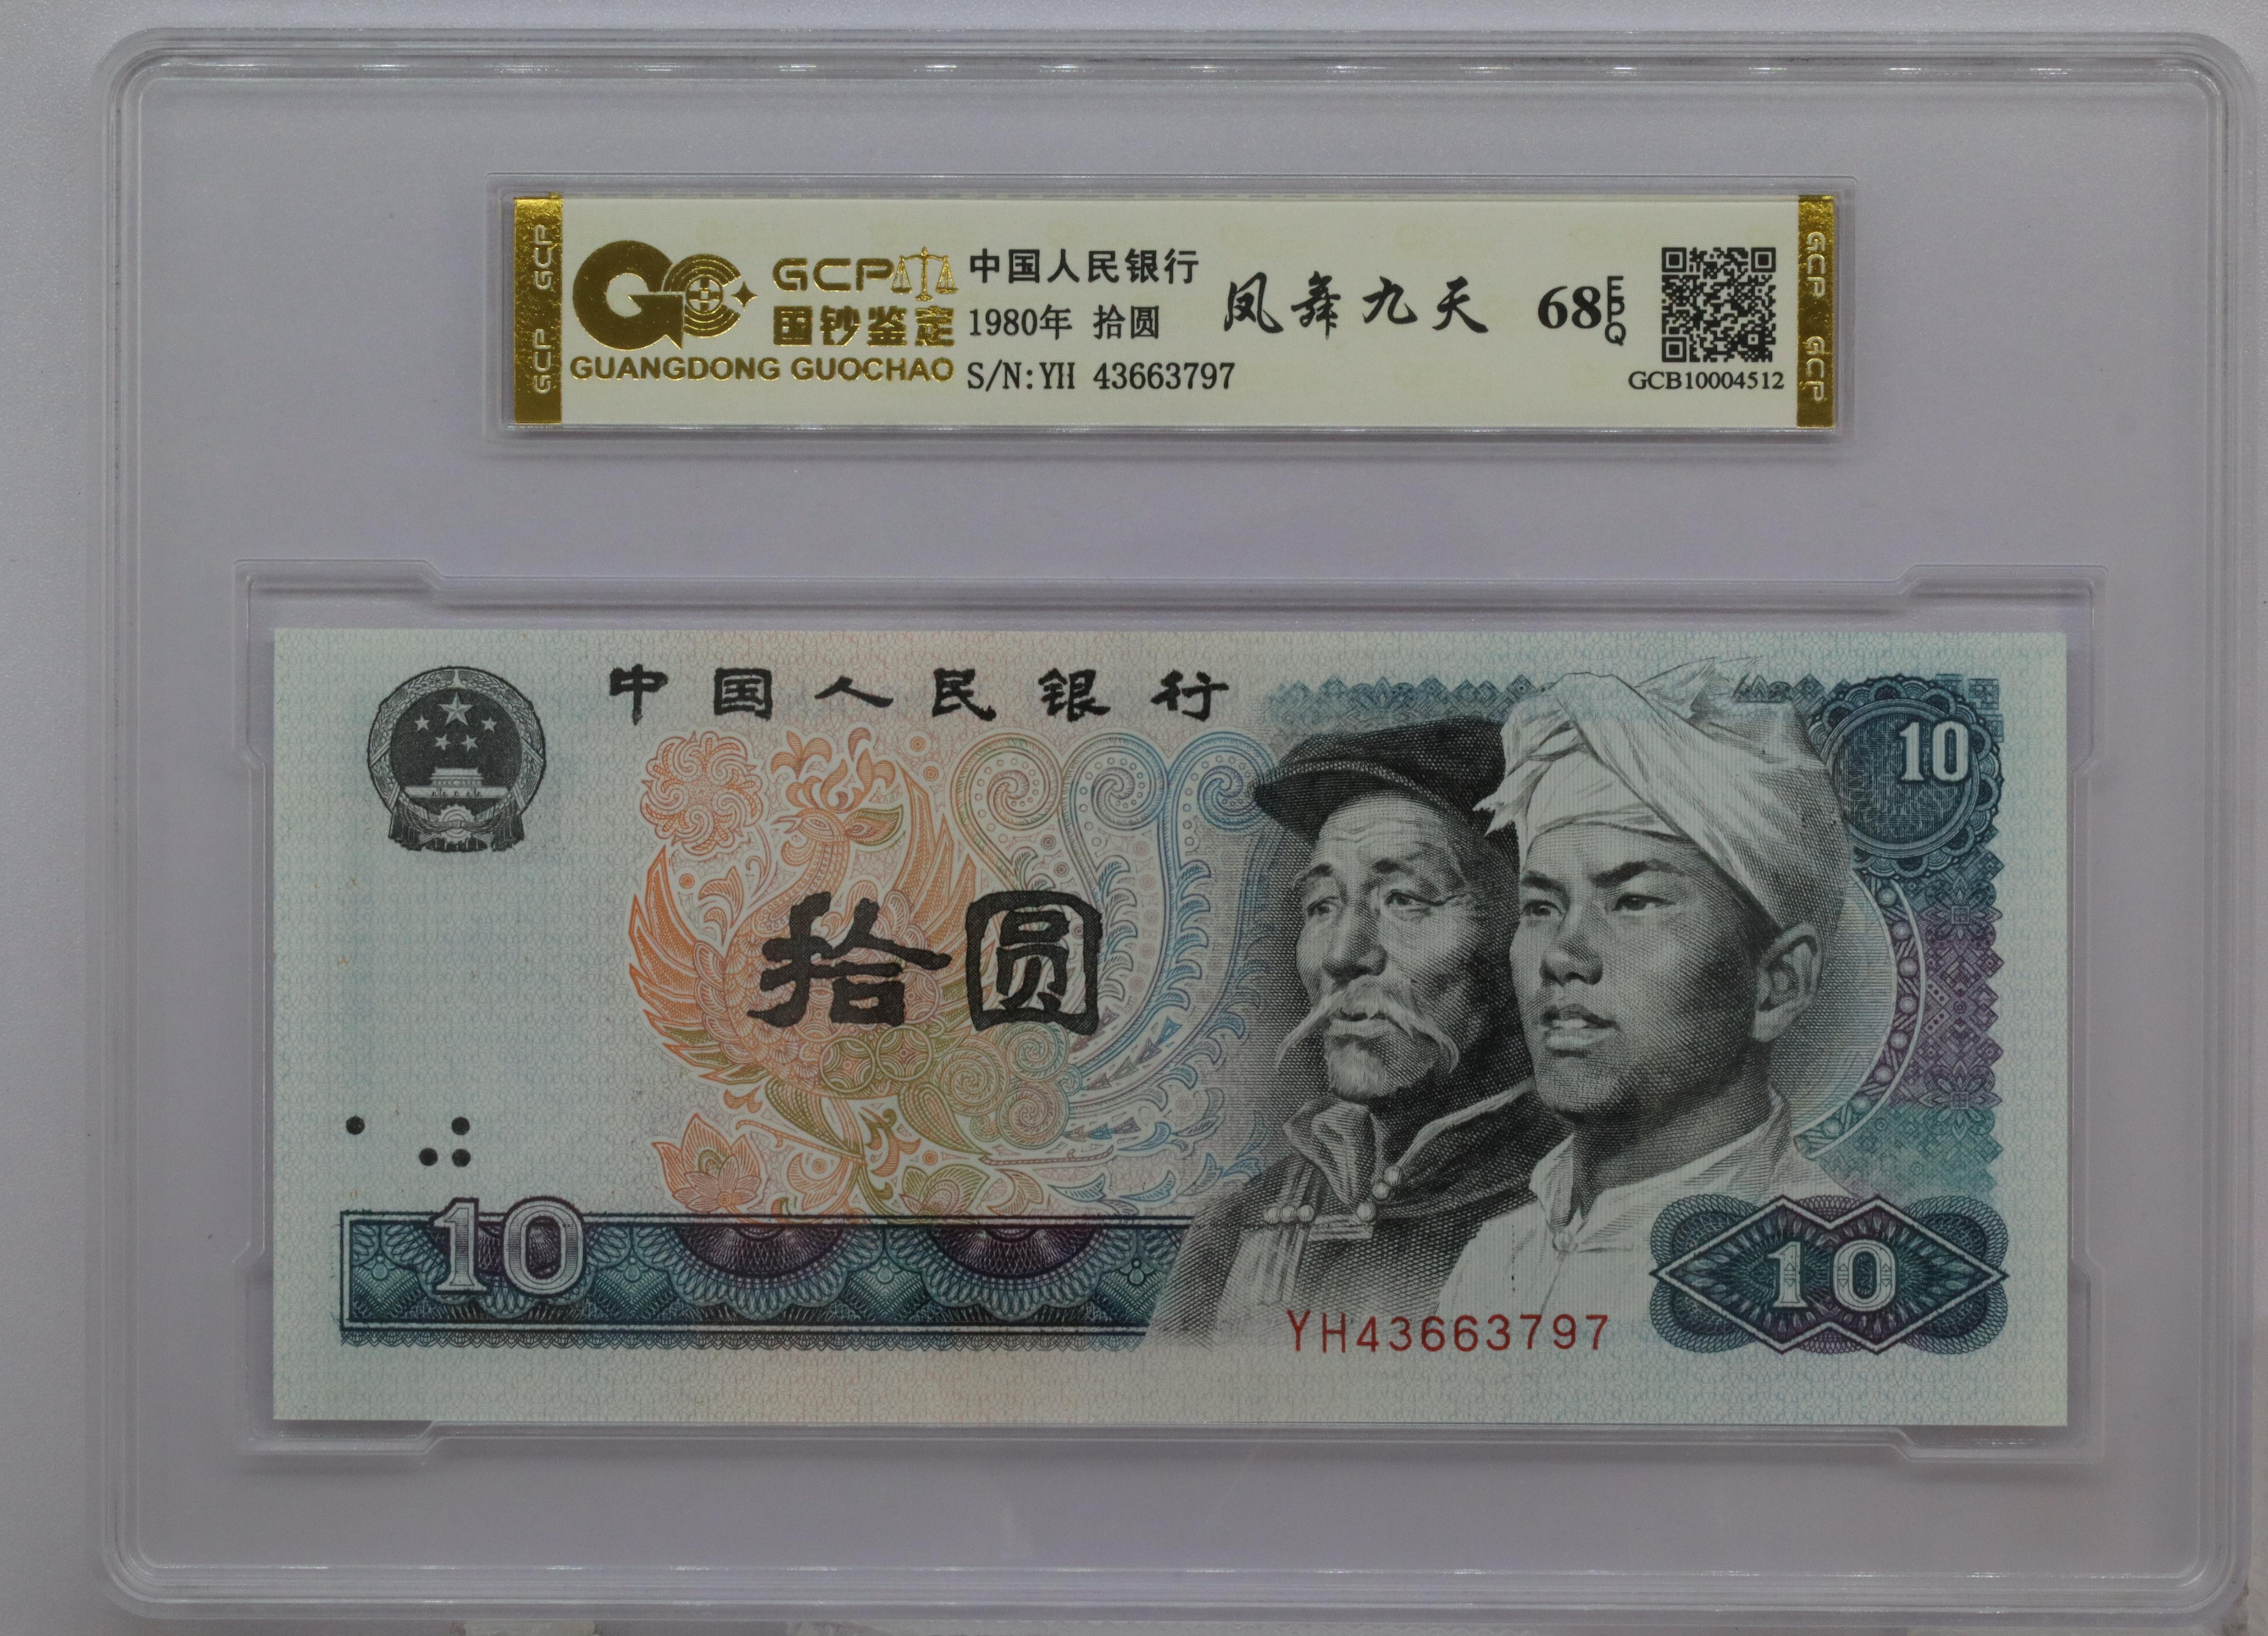 GCP GCP
GCP
国钞鉴定
GUANGDONG GUOCHAO
中国人民银行
1980年 拾圆
S/N:YH 43663797
凤舞九天
68EPQ
GCB10004512
GCP GCP
中国人民银行
10
拾圆
10
YH43663797
10